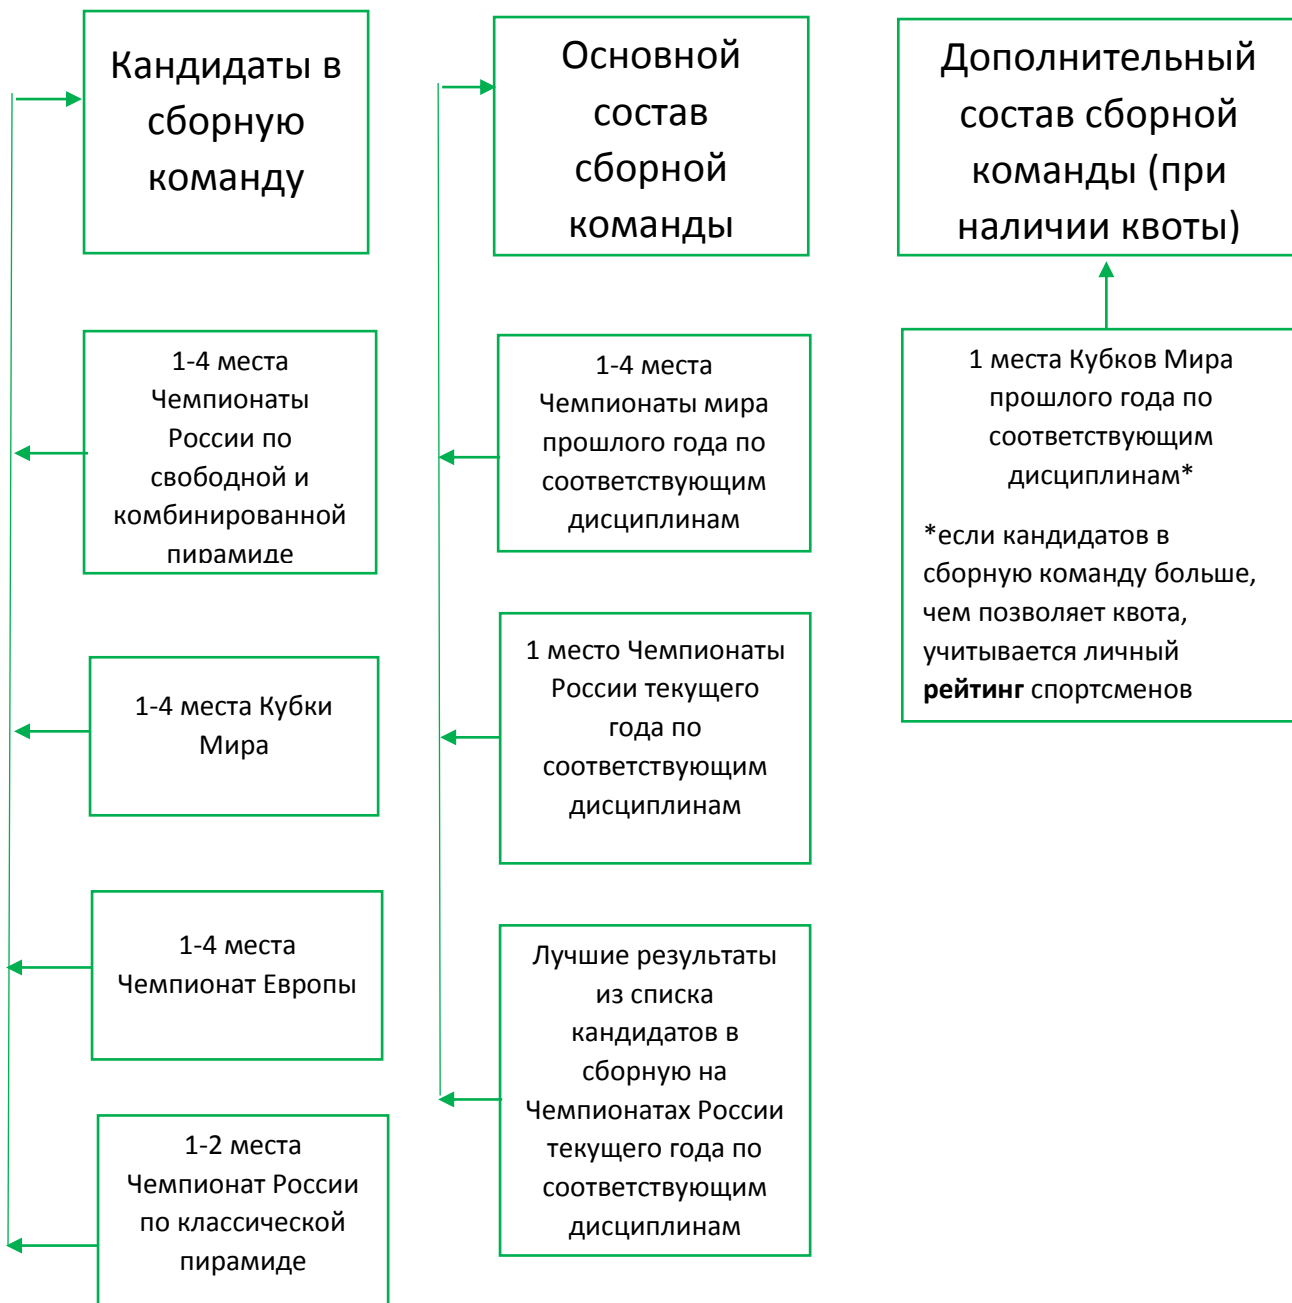 Кандидаты в
сборную
команду
1-4 места
Чемпионаты
России по
свободной и
комбинированной
пирамиде
1-4 места Кубки
Мира
1-4 места
Чемпионат Европы
1-2 места
Чемпионат России
по классической
пирамиде
Основной
состав
сборной
команды
1-4 места
Чемпионаты мира
прошлого года по
соответствующим
дисциплинам
1 место Чемпионаты
России текущего
года по
соответствующим
дисциплинам
Лучшие результаты
из списка
кандидатов в
сборную на
Чемпионатах России
текущего года по
соответствующим
дисциплинам
Дополнительный
состав сборной
команды (при
наличии квоты)
1 места Кубков Мира
прошлого года по
соответствующим
дисциплинам*
*если кандидатов в
сборную команду больше,
чем позволяет квота,
учитывается личный
рейтинг спортсменов